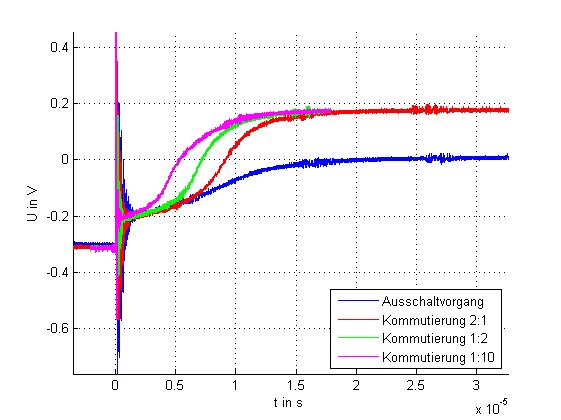 0.4
0.2
0
-0.2
-0.4
-0.6
U in V
0
0.5
1
1.5
2
2.5
3
t in s
x 10^-5
Ausschaltvorgang
Kommutierung 2:1
Kommutierung 1:2
Kommutierung 1:10